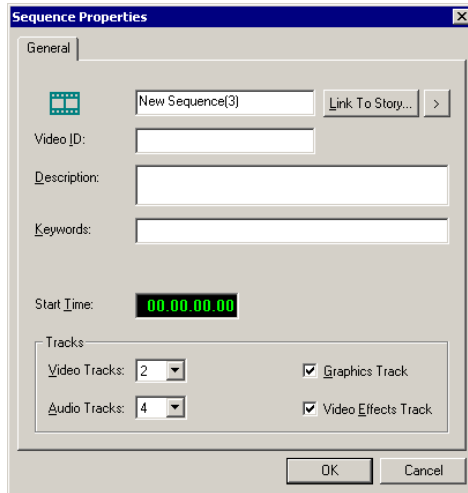 Sequence Properties
General
New Sequence(3)
Link To Story... >
Video ID:
Description:
Keywords:
Start Time: 00.00.00.00
Tracks
Video Tracks: 2 Graphics Track
Audio Tracks: 4 Video Effects Track
OK Cancel